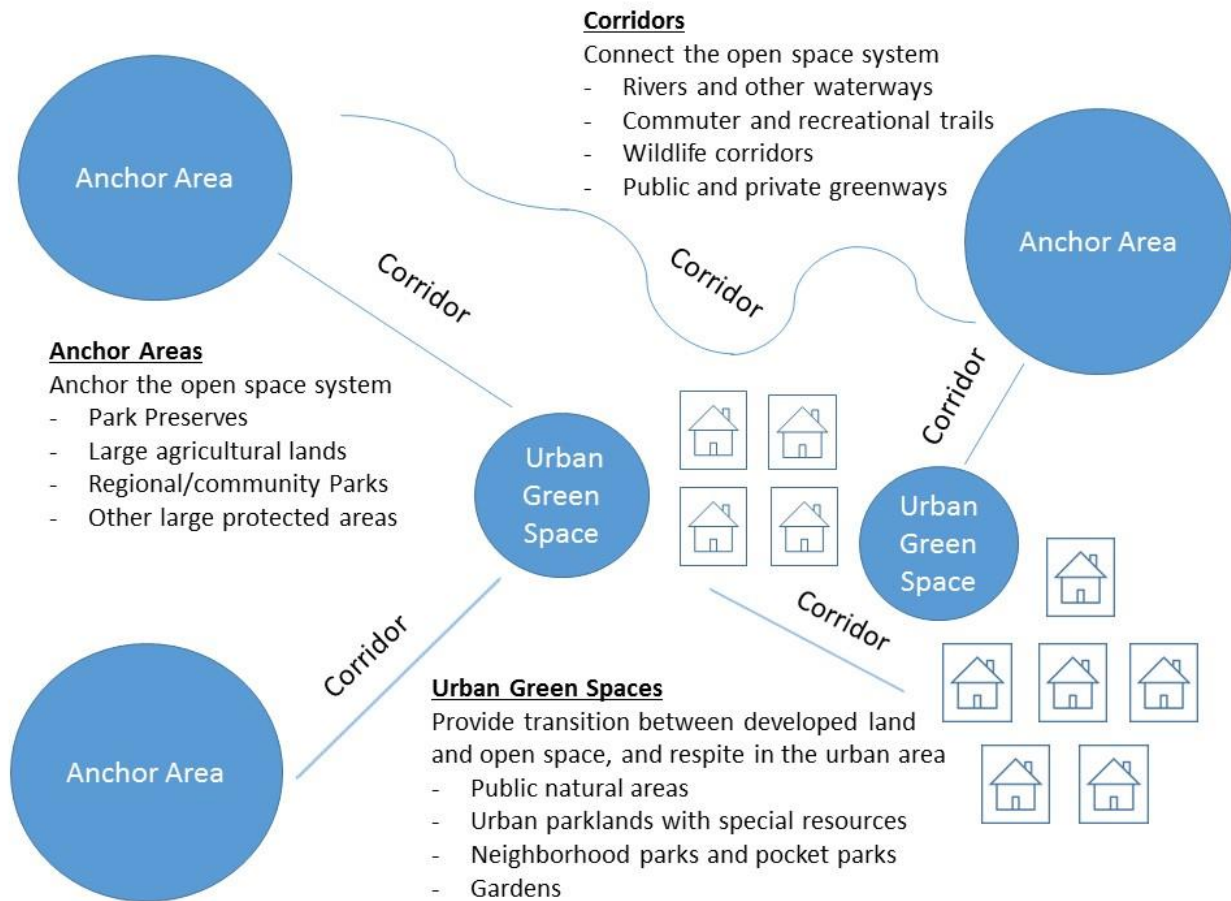 Corridors
Connect the open space system
- Rivers and other waterways
- Commuter and recreational trails
- Wildlife corridors
- Public and private greenways
Anchor Area
Anchor Area
Corridor
Corridor
Corridor
Anchor Areas
Anchor the open space system
- Park Preserves
- Large agricultural lands
- Regional/community Parks
- Other large protected areas
Urban
Green
Space
Urban
Green
Space
Corridor
Corridor
Anchor Area
Urban Green Spaces
Provide transition between developed land
and open space, and respite in the urban area
- Public natural areas
- Urban parklands with special resources
- Neighborhood parks and pocket parks
- Gardens